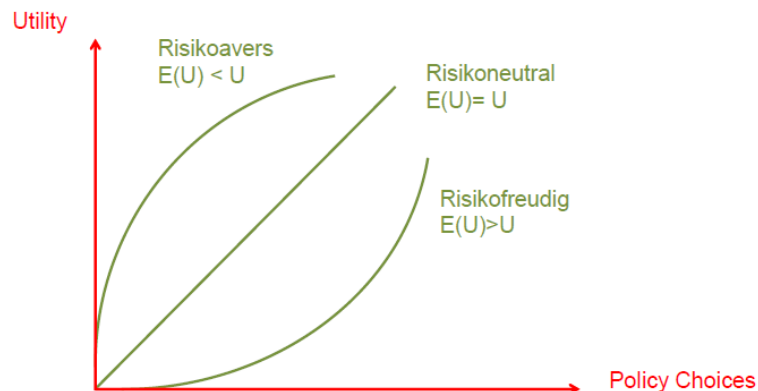 Utility
Risikoavers
E(U) < U
Risikoneutral
E(U)= U
Risikofreudig
E(U)>U
Policy Choices